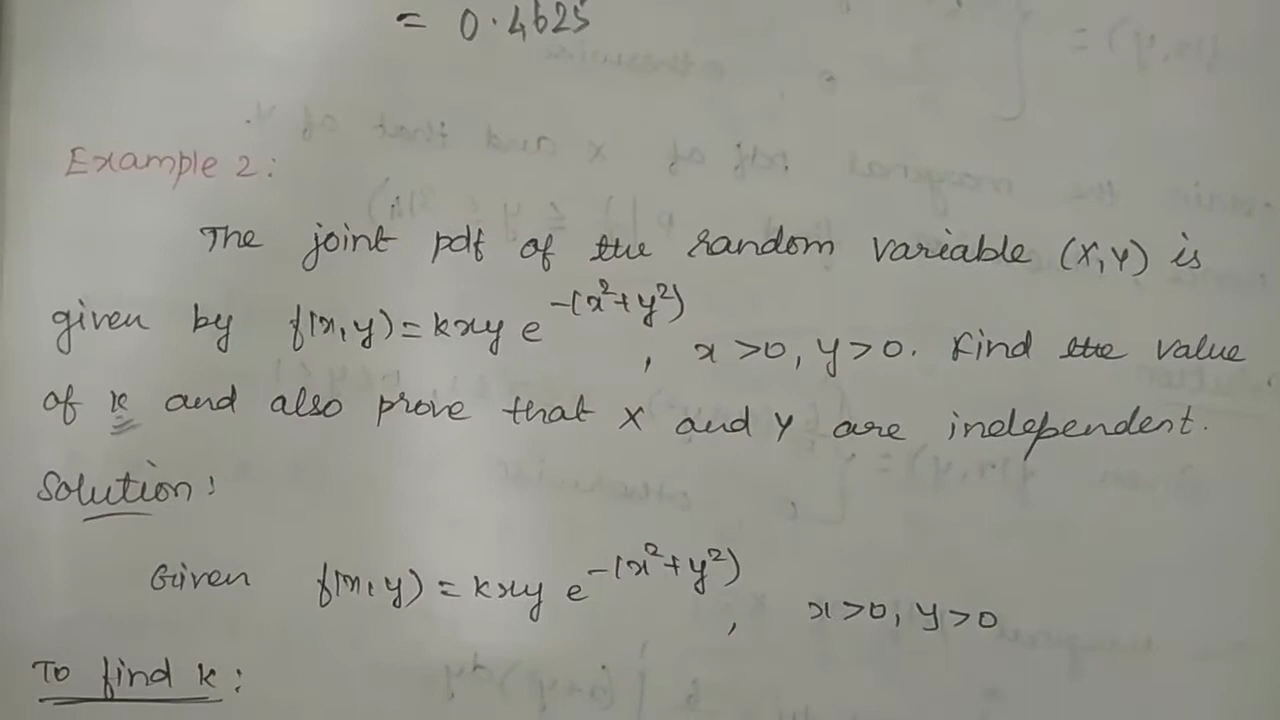 = 0.4625
Example 2:
The joint pdf of the random variable (X,Y) is
given by f(x,y) = kxy e^{-(x²+y²)}, x>0, y>0. Find the value
of k and also prove that X and Y are independent.
Solution:
Given f(x,y) = kxy e^{-(x²+y²)}, x>0, y>0
To find k: